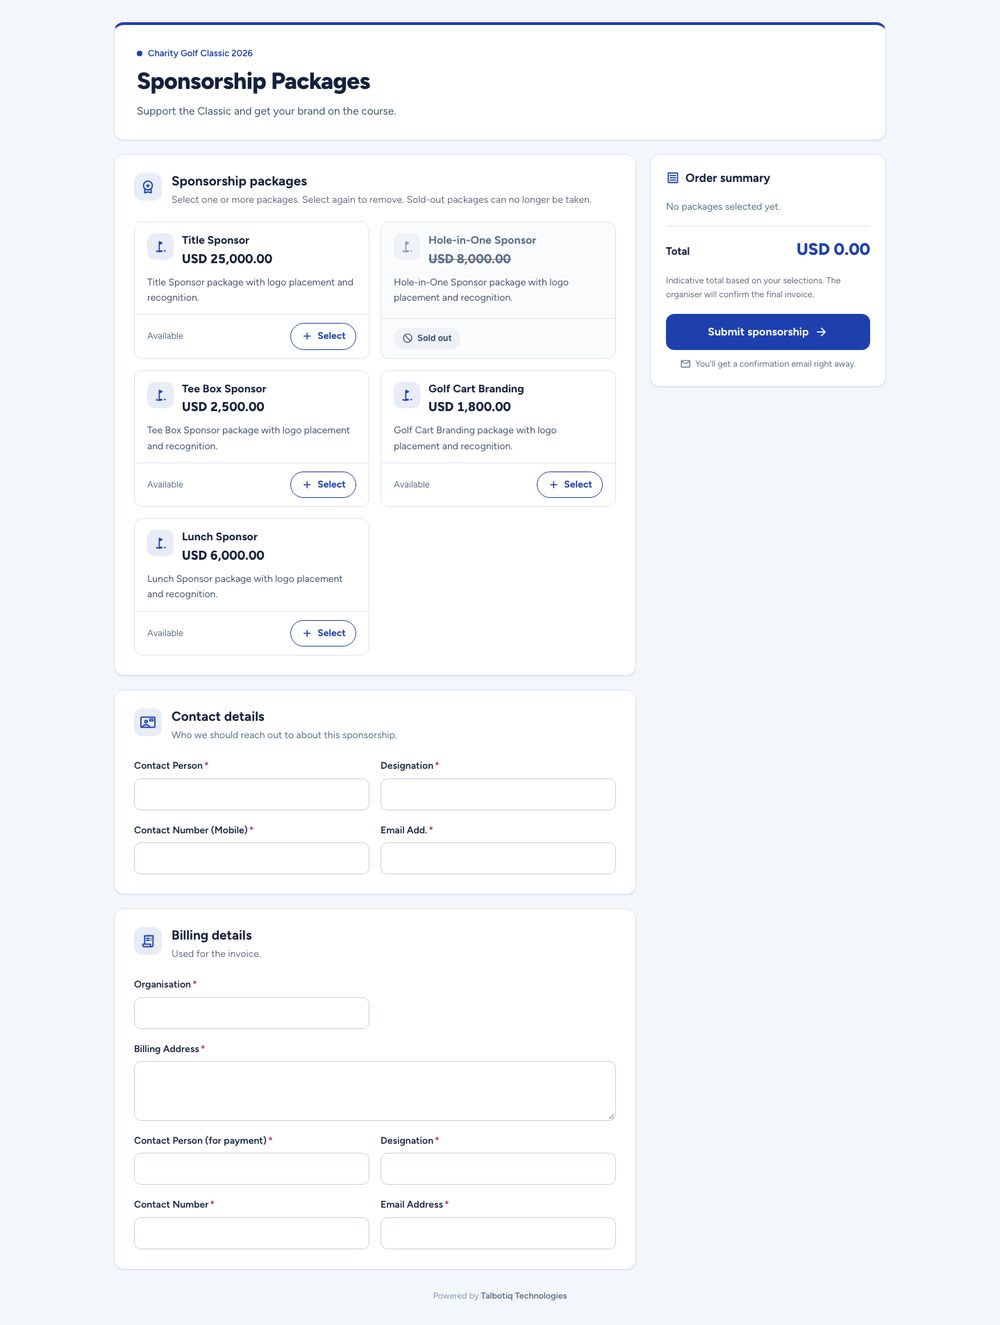 Charity Golf Classic 2026
Sponsorship Packages
Support the Classic and get your brand on the course.
Sponsorship packages
Select one or more packages. Select again to remove. Sold-out packages can no longer be taken.
Title Sponsor
USD 25,000.00
Title Sponsor package with logo placement and
recognition.
Available
Select
Hole-in-One Sponsor
USD 8,000.00
Hole-in-One Sponsor package with logo
placement and recognition.
Sold out
Tee Box Sponsor
USD 2,500.00
Tee Box Sponsor package with logo placement
and recognition.
Available
Select
Golf Cart Branding
USD 1,800.00
Golf Cart Branding package with logo
placement and recognition.
Available
Select
Lunch Sponsor
USD 6,000.00
Lunch Sponsor package with logo placement
and recognition.
Available
Select
Order summary
No packages selected yet.
Total USD 0.00
Indicative total based on your selections. The
organiser will confirm the final invoice.
Submit sponsorship
You'll get a confirmation email right away.
Contact details
Who we should reach out to about this sponsorship.
Contact Person *
Designation *
Contact Number (Mobile) *
Email Add. *
Billing details
Used for the invoice.
Organisation *
Billing Address *
Contact Person (for payment) *
Designation *
Contact Number *
Email Address *
Powered by Talbotiq Technologies